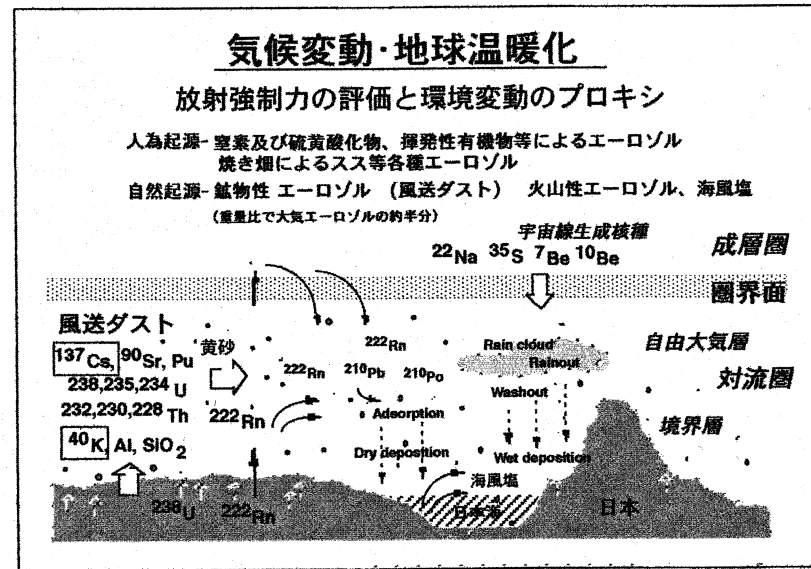 気候変動･地球温暖化
放射強制力の評価と環境変動のプロキシ
人為起源- 窒素及び硫黄酸化物、揮発性有機物等によるエーロゾル
焼き畑によるスス等各種エーロゾル
自然起源- 鉱物性 エーロゾル (風送ダスト) 火山性エーロゾル、海風塩
(重量比で大気エーロゾルの約半分)
宇宙線生成核種
22Na 35S 7Be 10Be
成層圏
圏界面
風送ダスト
137Cs, 90Sr, Pu
黄砂
238,235,234U
232,230,228Th
222Rn
40K, Al, SiO2
222Rn
222Rn 210Pb 210Po
Adsorption
Dry deposition
Rain cloud
Rainout
Washout
Wet deposition
自由大気層
対流圏
境界層
海風塩
238U 222Rn
日本海
日本